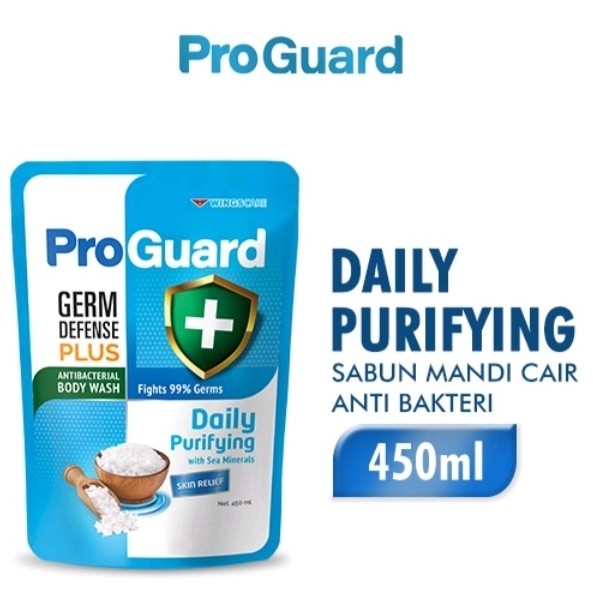 ProGuard
WINGSCARE
ProGuard
GERM
DEFENSE
PLUS
ANTIBACTERIAL
BODY WASH
Fights 99% Germs
Daily
Purifying
with Sea Minerals
SKIN RELIEF
Net 450 ml
DAILY
PURIFYING
SABUN MANDI CAIR
ANTI BAKTERI
450ml